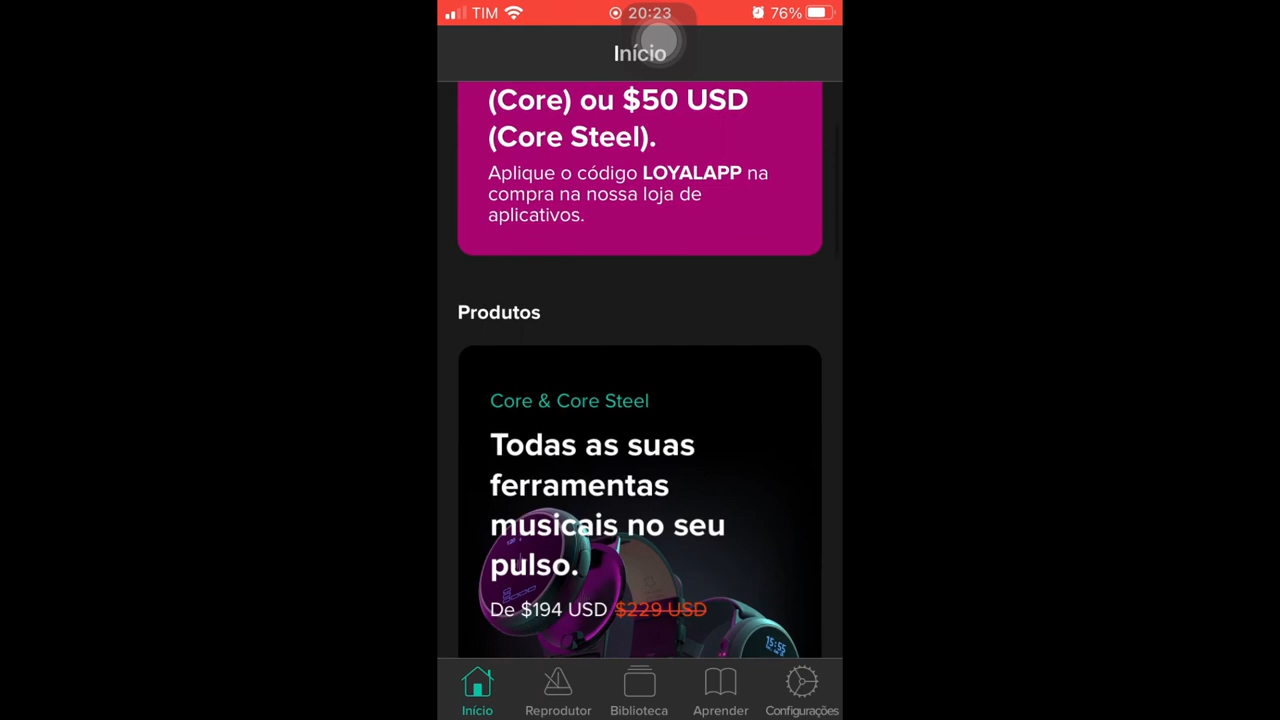 TIM 20:23 76%
Início
(Core) ou $50 USD
(Core Steel).
Aplique o código LOYALAPP na
compra na nossa loja de
aplicativos.
Produtos
Core & Core Steel
Todas as suas
ferramentas
musicais no seu
pulso.
De $194 USD $229 USD
15:55
Início Reprodutor Biblioteca Aprender Configurações